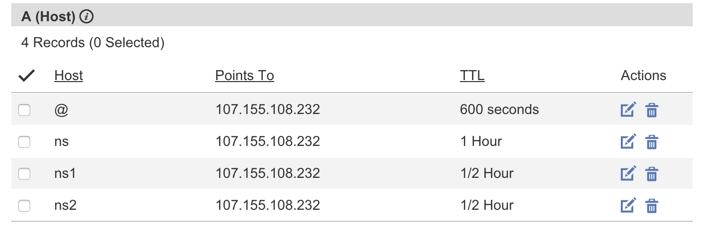 A (Host) i
4 Records (0 Selected)
Host Points To TTL Actions
@ 107.155.108.232 600 seconds
ns 107.155.108.232 1 Hour
ns1 107.155.108.232 1/2 Hour
ns2 107.155.108.232 1/2 Hour